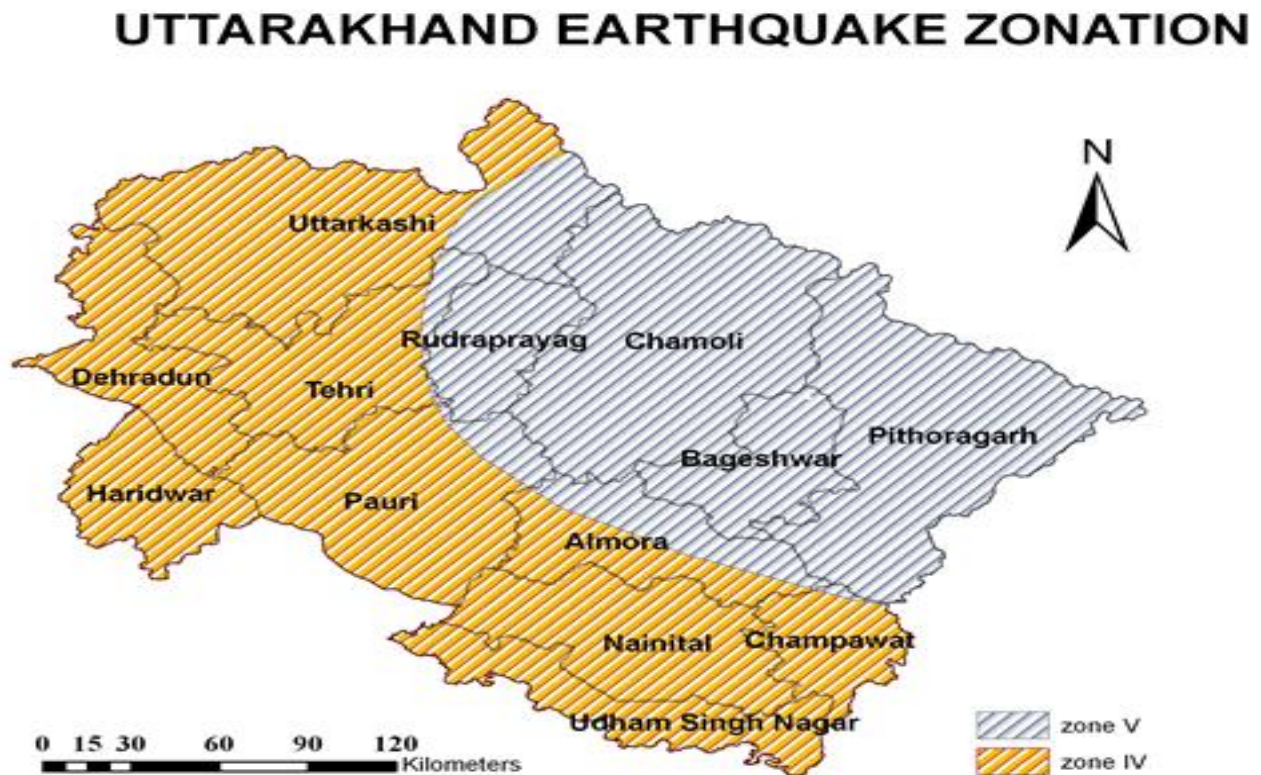 UTTARAKHAND EARTHQUAKE ZONATION
N
Uttarkashi
Rudraprayag
Chamoli
Dehradun
Tehri
Pithoragarh
Bageshwar
Haridwar
Pauri
Almora
Nainital
Champawat
Udham Singh Nagar
zone V
0 15 30 60 90 120
Kilometers
zone IV